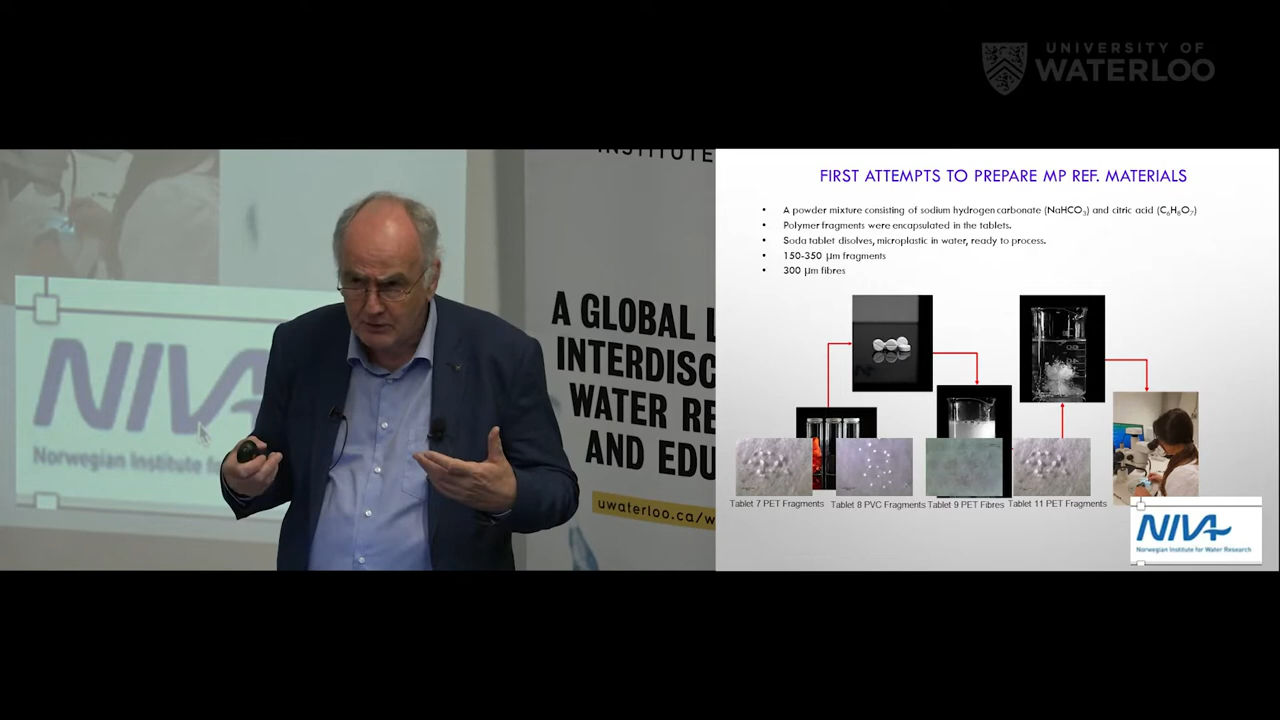 UNIVERSITY OF
WATERLOO
INSTITUTE
NIVA
Norwegian Institute fo
A GLOBAL L
INTERDISC
WATER RE
AND EDU
uwaterloo.ca/w
FIRST ATTEMPTS TO PREPARE MP REF. MATERIALS
• A powder mixture consisting of sodium hydrogen carbonate (NaHCO₃) and citric acid (C₆H₈O₇)
• Polymer fragments were encapsulated in the tablets.
• Soda tablet disolves, microplastic in water, ready to process.
• 150-350 µm fragments
• 300 µm fibres
Tablet 7 PET Fragments Tablet 8 PVC Fragments Tablet 9 PET Fibres Tablet 11 PET Fragments
NIVA
Norwegian Institute for Water Research